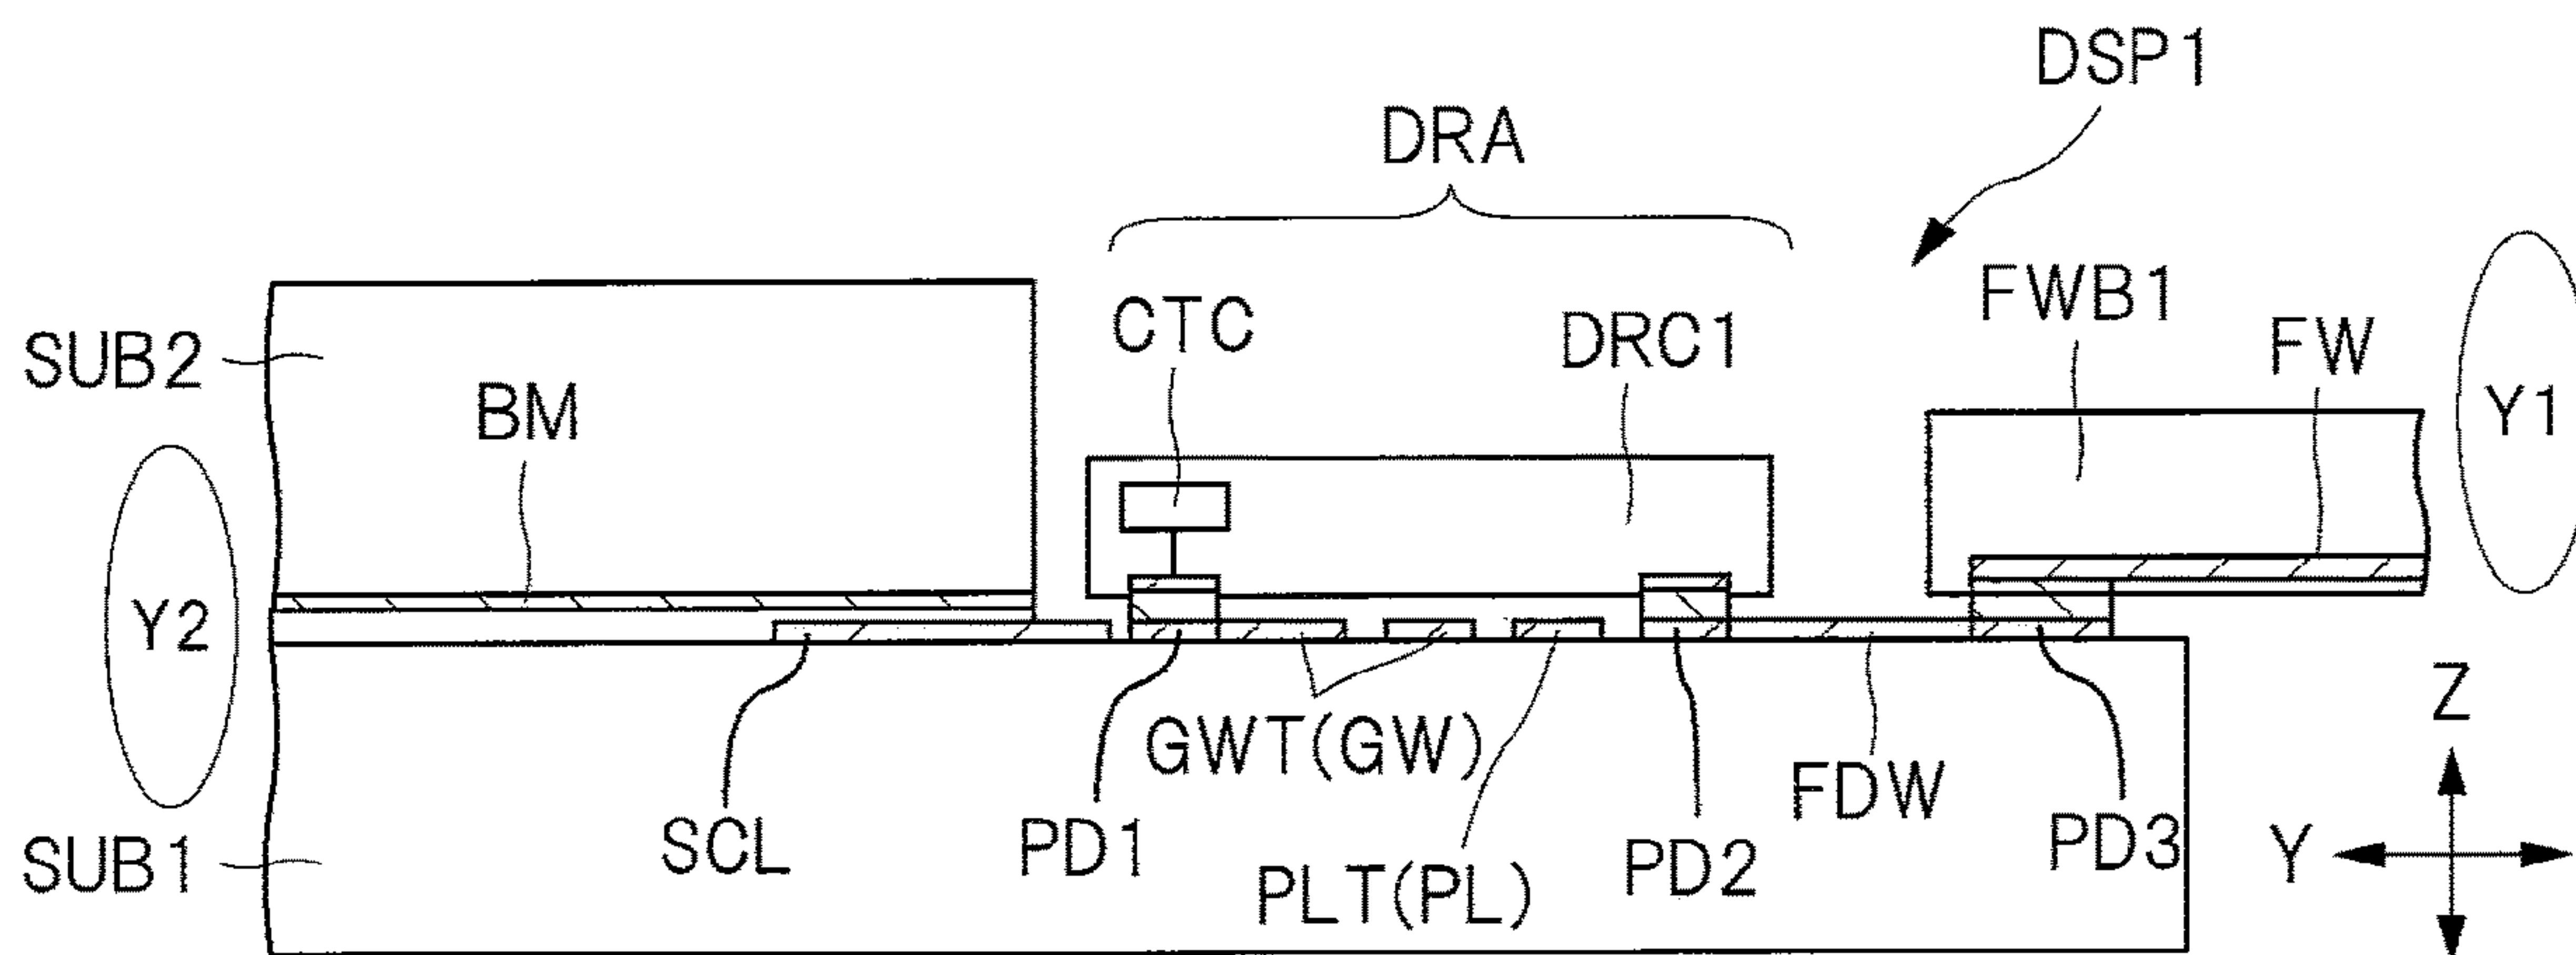 DSP1
DRA
CTC
DRC1
FWB1
FW
SUB2
BM
Y1
Y2
GWT(GW)
Z
SUB1
SCL
PD1
PLT(PL)
PD2
FDW
PD3
Y